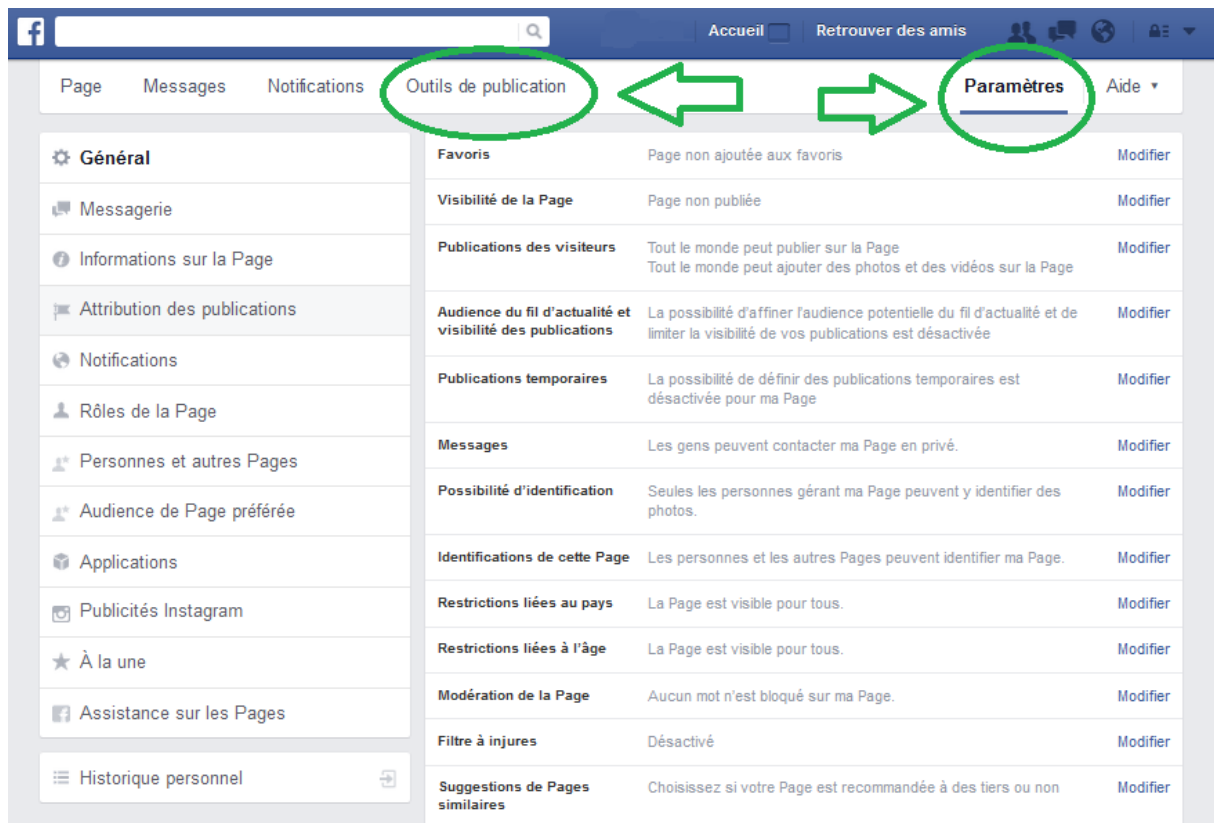 f
Accueil Retrouver des amis
Page Messages Notifications Outils de publication Paramètres Aide
Général
Messagerie
Informations sur la Page
Attribution des publications
Notifications
Rôles de la Page
Personnes et autres Pages
Audience de Page préférée
Applications
Publicités Instagram
À la une
Assistance sur les Pages
Historique personnel
Favoris Page non ajoutée aux favoris Modifier
Visibilité de la Page Page non publiée Modifier
Publications des visiteurs Tout le monde peut publier sur la Page Modifier
Tout le monde peut ajouter des photos et des vidéos sur la Page
Audience du fil d'actualité et La possibilité d'affiner l'audience potentielle du fil d'actualité et de Modifier
visibilité des publications limiter la visibilité de vos publications est désactivée
Publications temporaires La possibilité de définir des publications temporaires est Modifier
désactivée pour ma Page
Messages Les gens peuvent contacter ma Page en privé. Modifier
Possibilité d'identification Seules les personnes gérant ma Page peuvent y identifier des Modifier
photos.
Identifications de cette Page Les personnes et les autres Pages peuvent identifier ma Page. Modifier
Restrictions liées au pays La Page est visible pour tous. Modifier
Restrictions liées à l'âge La Page est visible pour tous. Modifier
Modération de la Page Aucun mot n'est bloqué sur ma Page. Modifier
Filtre à injures Désactivé Modifier
Suggestions de Pages Choisissez si votre Page est recommandée à des tiers ou non Modifier
similaires